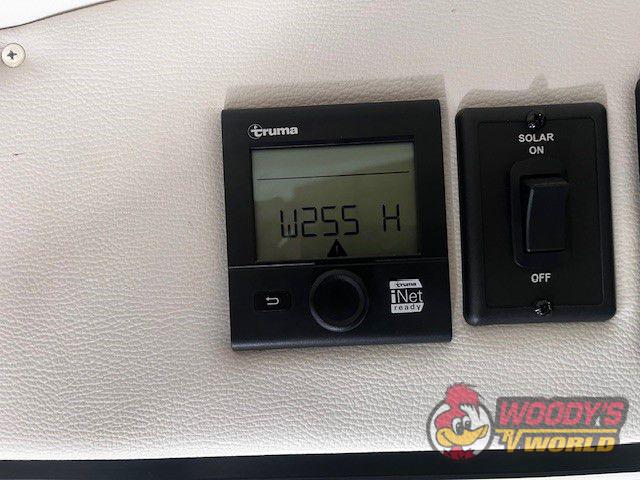 truma
W255 H
truma
iNet
ready
SOLAR
ON
OFF
WOODY'S
RV WORLD